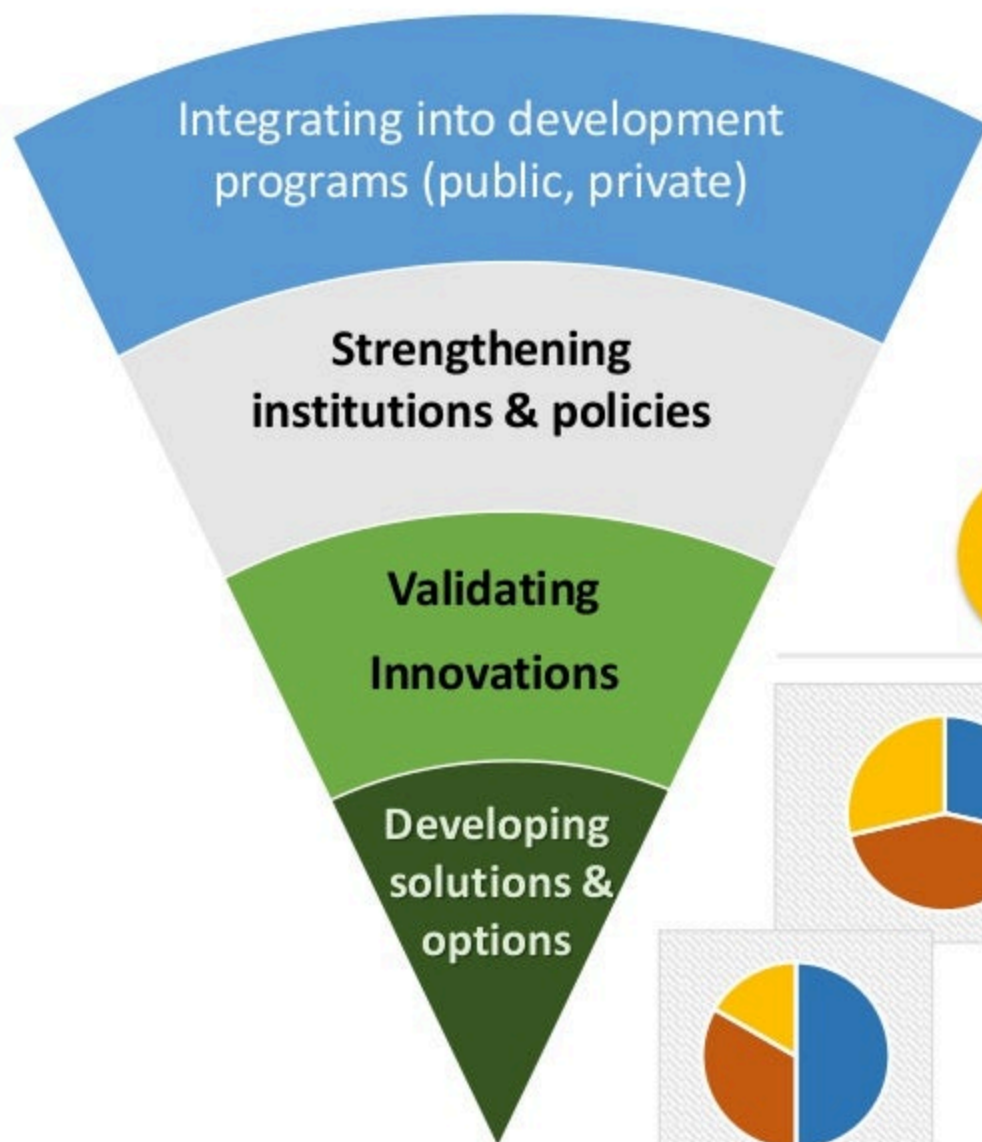 Integrating into development
programs (public, private)
Strengthening
institutions & policies
Validating
Innovations
Developing
solutions &
options